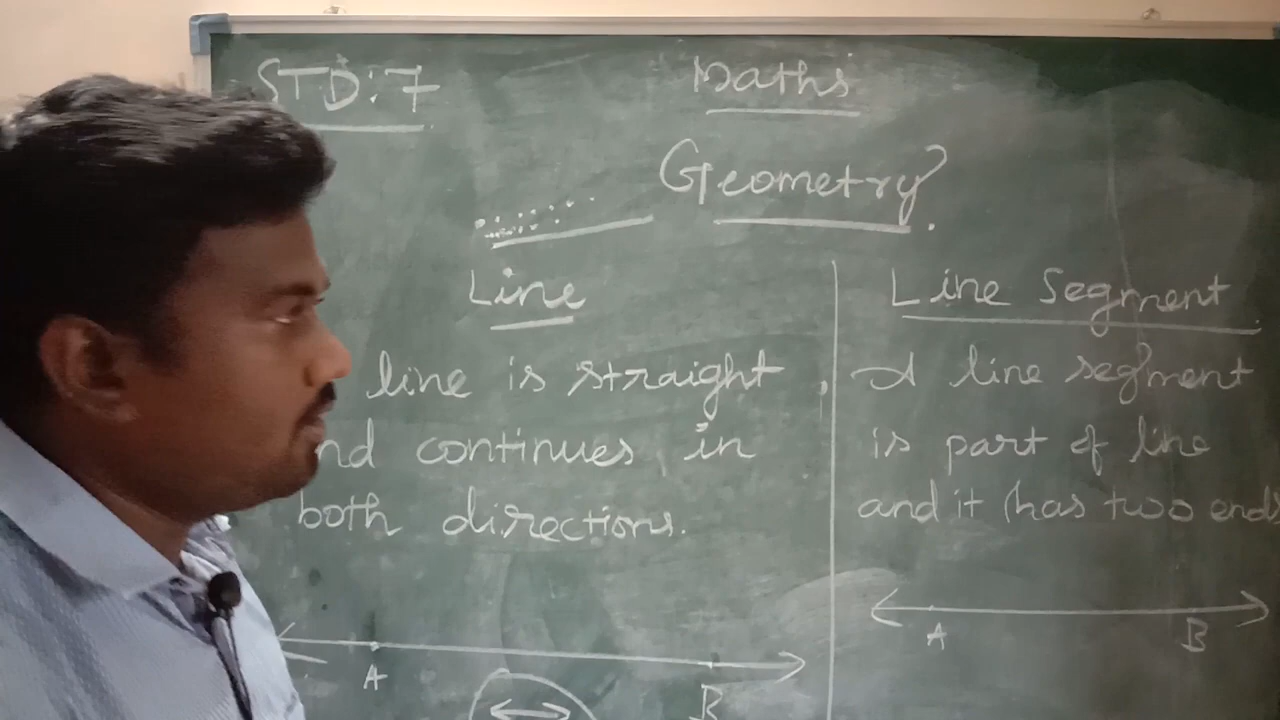 STD: 7
Maths
Geometry
Line
line is straight,
nd continues in
both directions.
A
B
Line Segment
A line segment
is part of line
and it has two ends
A
B